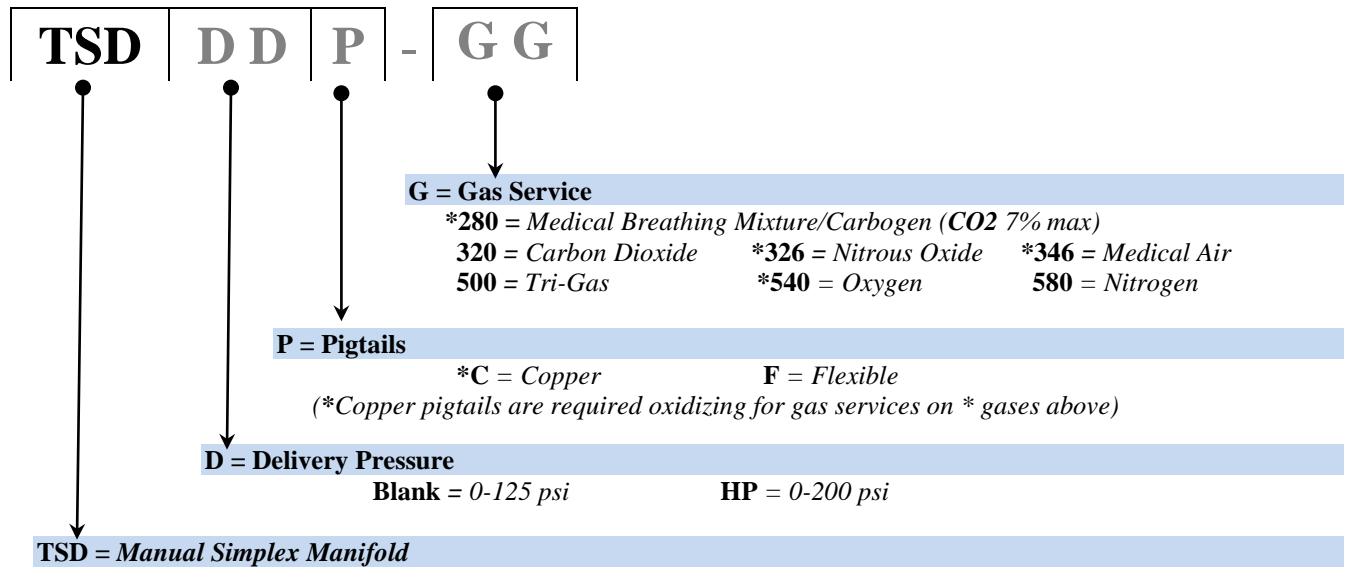 TSD D D P - G G
G = Gas Service
*280 = Medical Breathing Mixture/Carbogen (CO2 7% max)
320 = Carbon Dioxide *326 = Nitrous Oxide *346 = Medical Air
500 = Tri-Gas *540 = Oxygen 580 = Nitrogen
P = Pigtails
*C = Copper F = Flexible
(*Copper pigtails are required oxidizing for gas services on * gases above)
D = Delivery Pressure
Blank = 0-125 psi HP = 0-200 psi
TSD = Manual Simplex Manifold